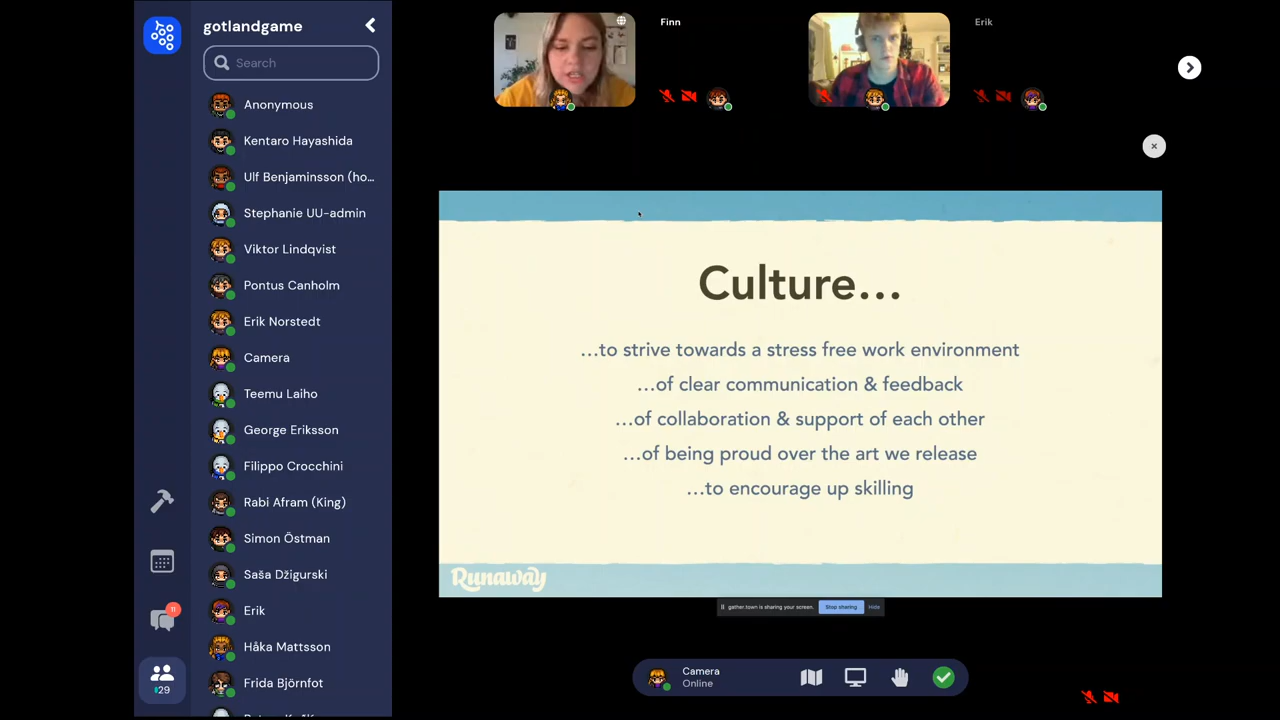 gotlandgame
Search
Anonymous
Kentaro Hayashida
Ulf Benjaminsson (ho...
Stephanie UU-admin
Viktor Lindqvist
Pontus Canholm
Erik Norstedt
Camera
Teemu Laiho
George Eriksson
Filippo Crocchini
Rabi Afram (King)
Simon Östman
Saša Džigurski
Erik
Håka Mattsson
Frida Björnfot
11
29
Finn
Erik
Culture...
...to strive towards a stress free work environment
...of clear communication & feedback
...of collaboration & support of each other
...of being proud over the art we release
...to encourage up skilling
Runaway
gather.town is sharing your screen.
Stop sharing
Hide
Camera
Online